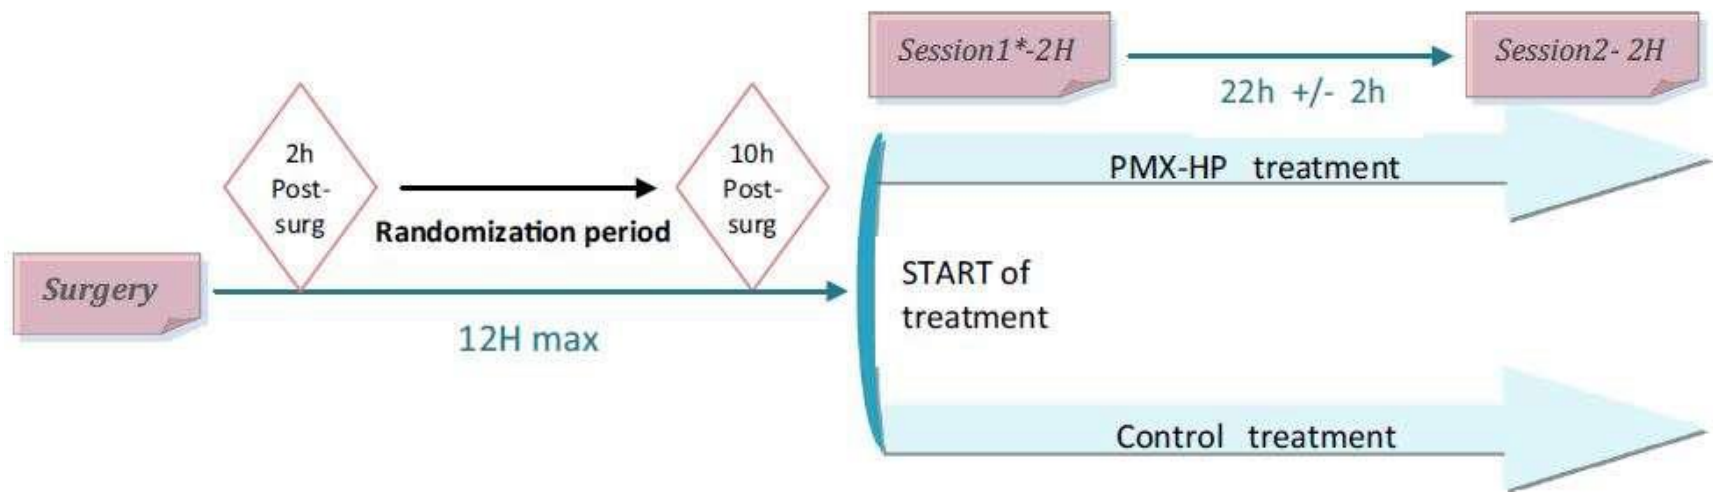 Session1*-2H
Session2- 2H
22h +/- 2h
2h
Post-
surg
10h
Post-
surg
PMX-HP treatment
Randomization period
Surgery
START of
treatment
12H max
Control treatment